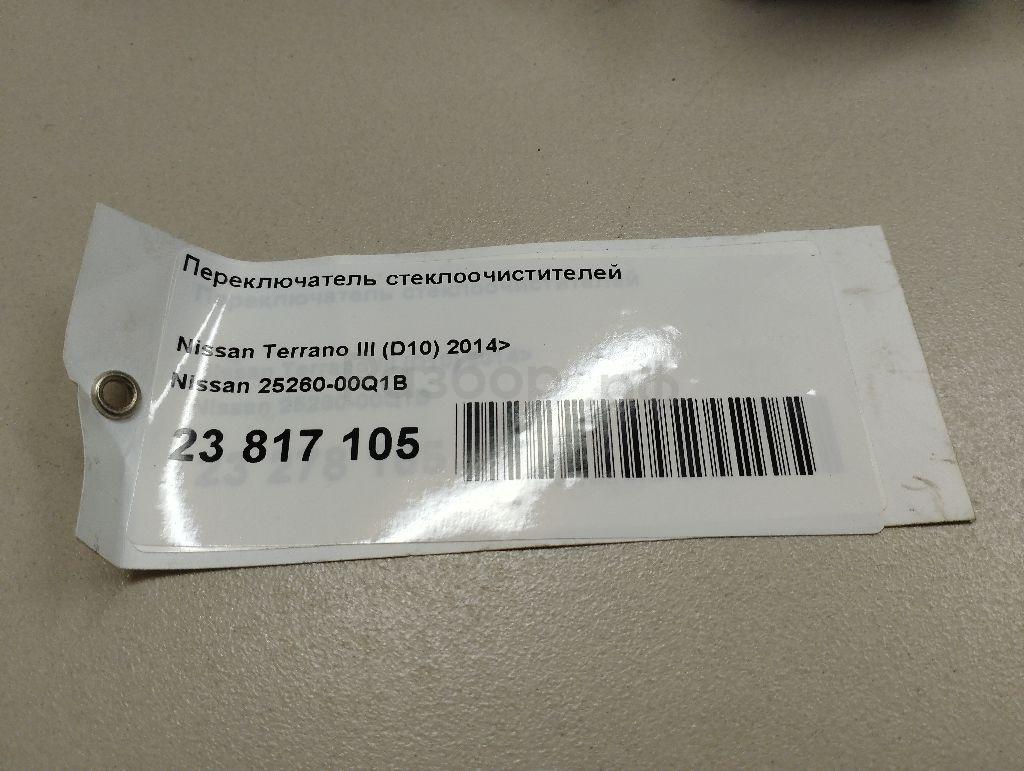 Переключатель стеклоочистителей
Nissan Terrano III (D10) 2014>
Nissan 25260-00Q1B
23 817 105